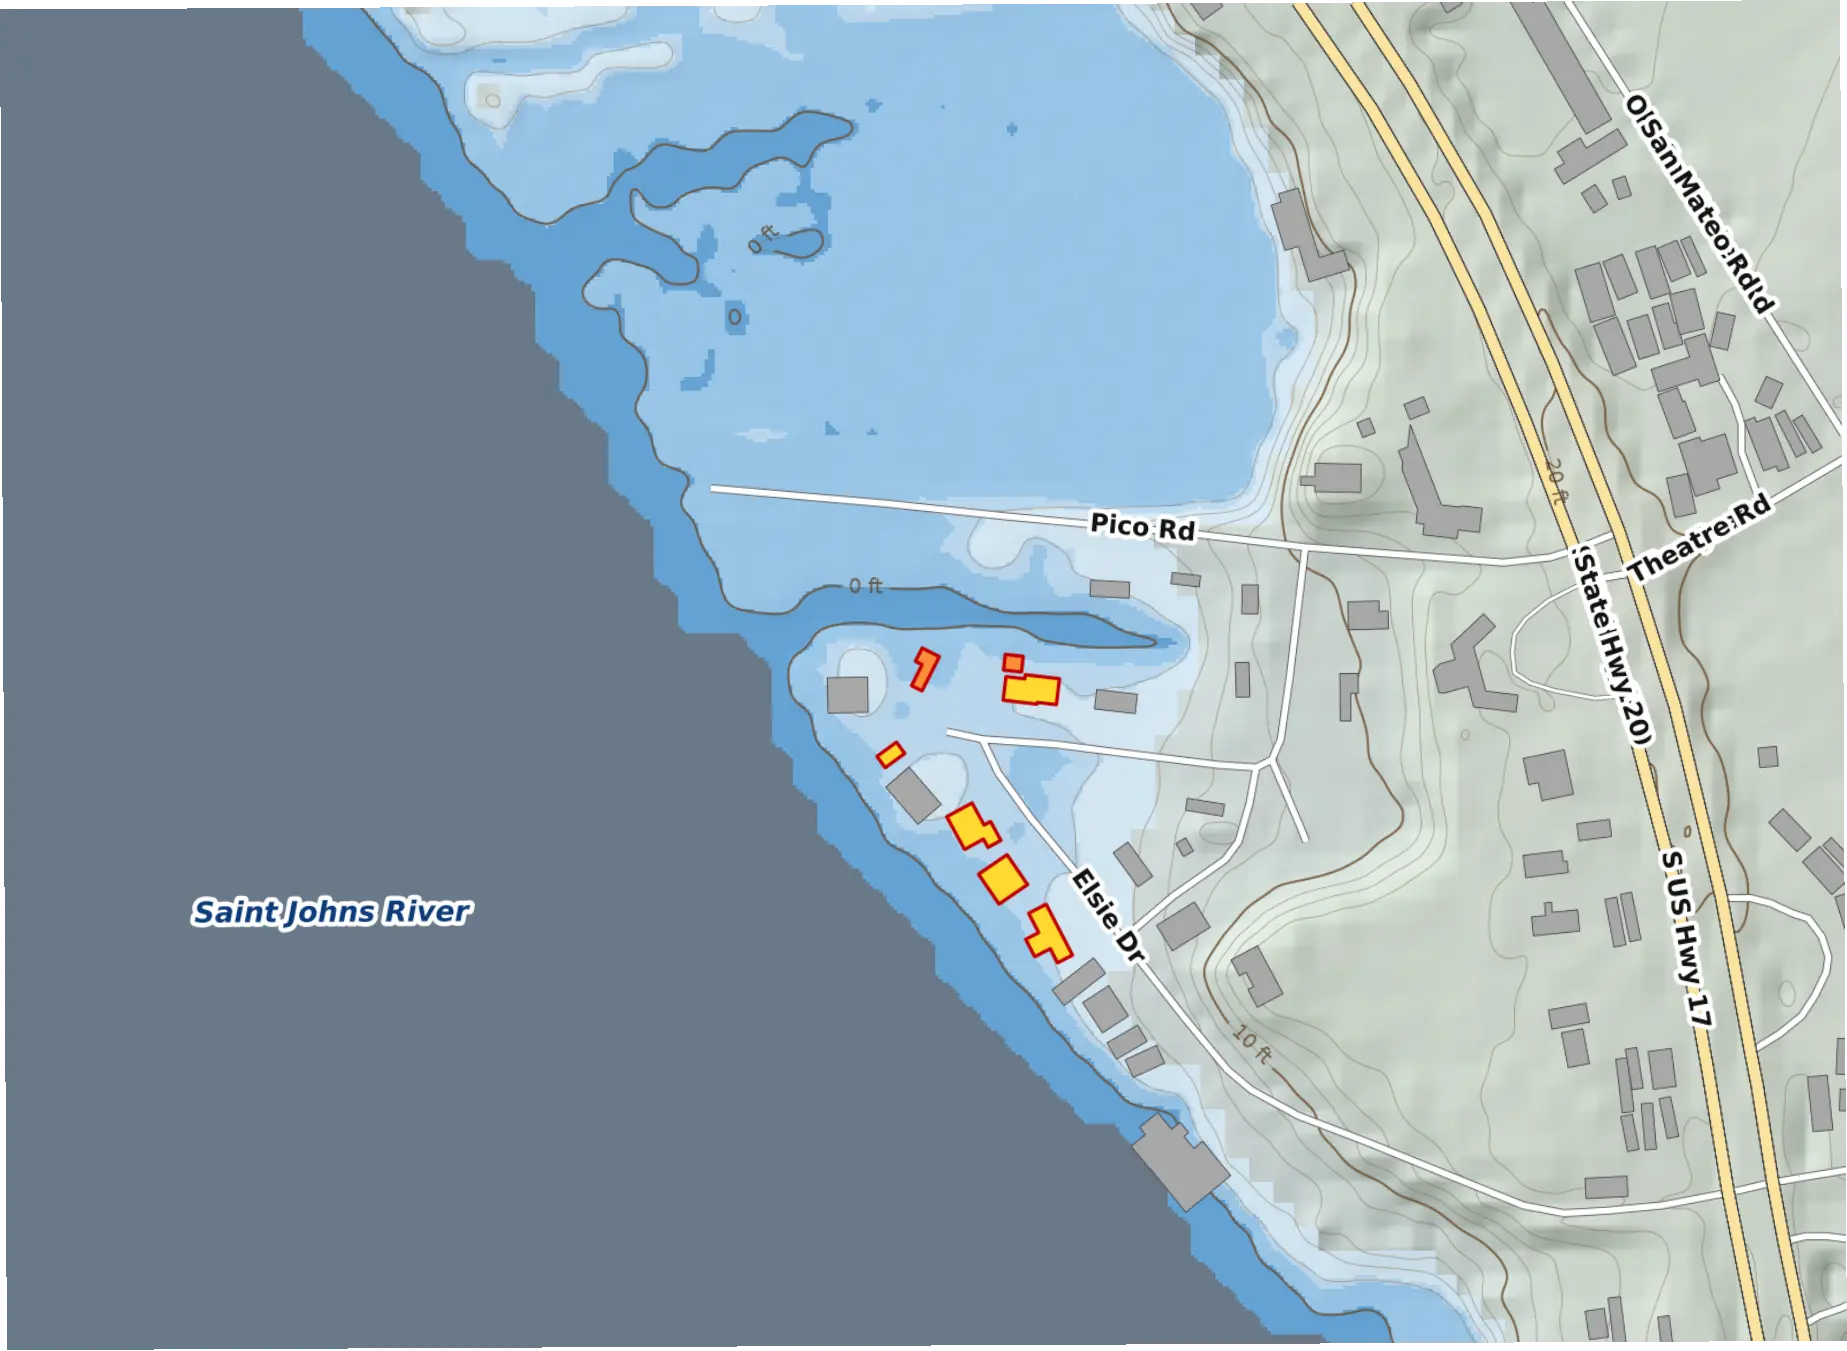 O(San Mateo Rd)d
0 ft
20 ft
Pico Rd
Theatre Rd
0 ft
(State Hwy 20)
Elsie Dr
S US Hwy 17
Saint Johns River
10 ft